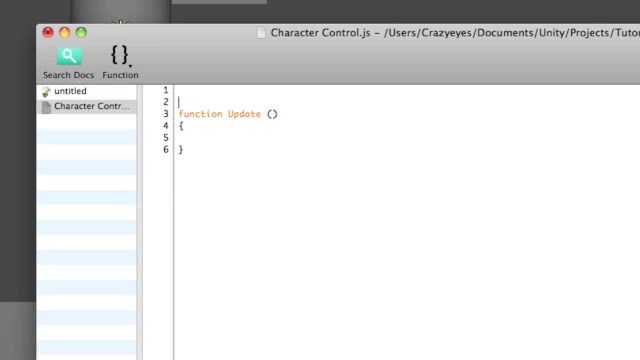 Character Control.js - /Users/Crazyeyes/Documents/Unity/Projects/Tutor
{}
Search Docs
Function
untitled
Character Contr...
1
2
3 function Update ()
4 {
5
6 }